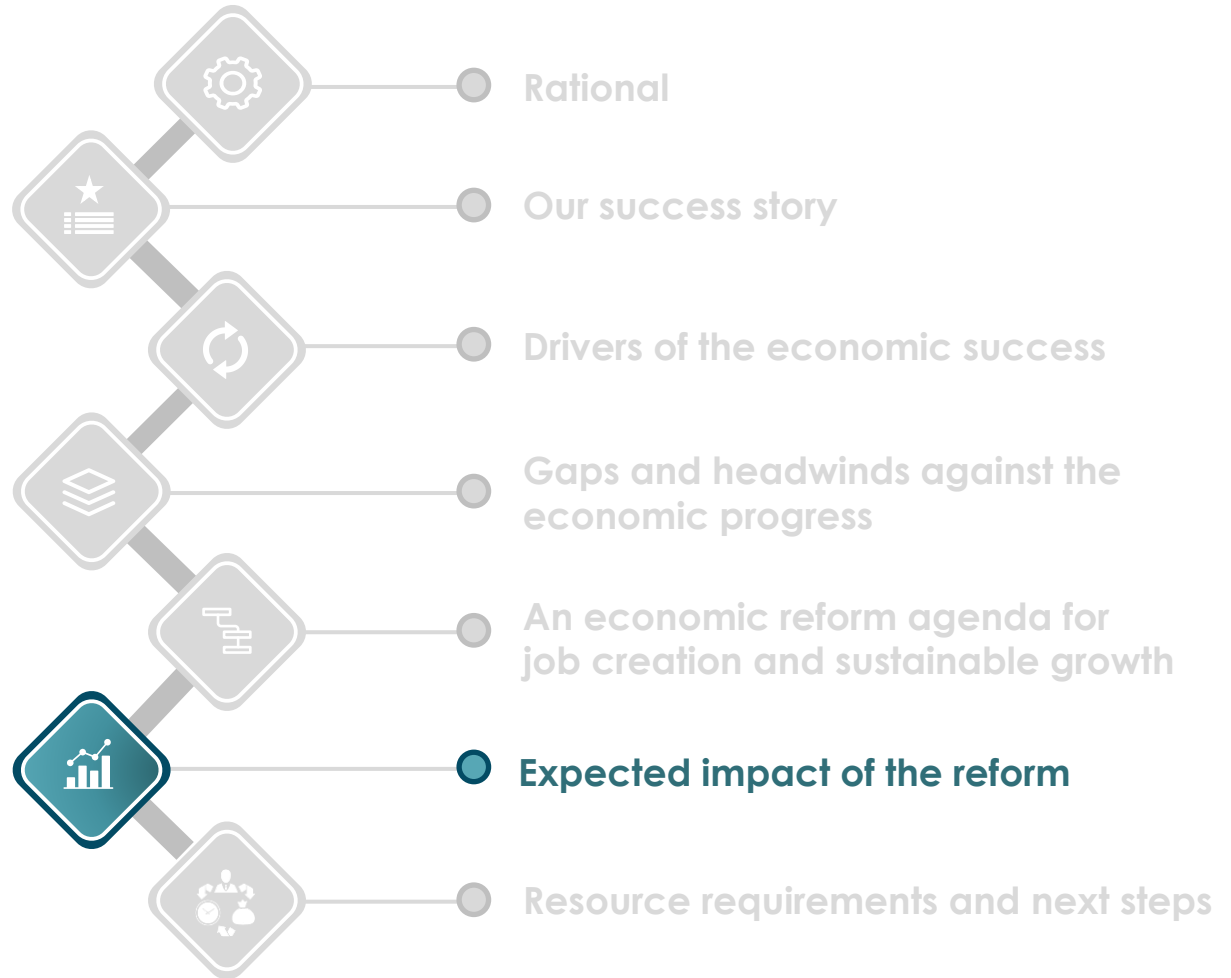 Rational
Our success story
Drivers of the economic success
Gaps and headwinds against the
economic progress
An economic reform agenda for
job creation and sustainable growth
Expected impact of the reform
Resource requirements and next steps